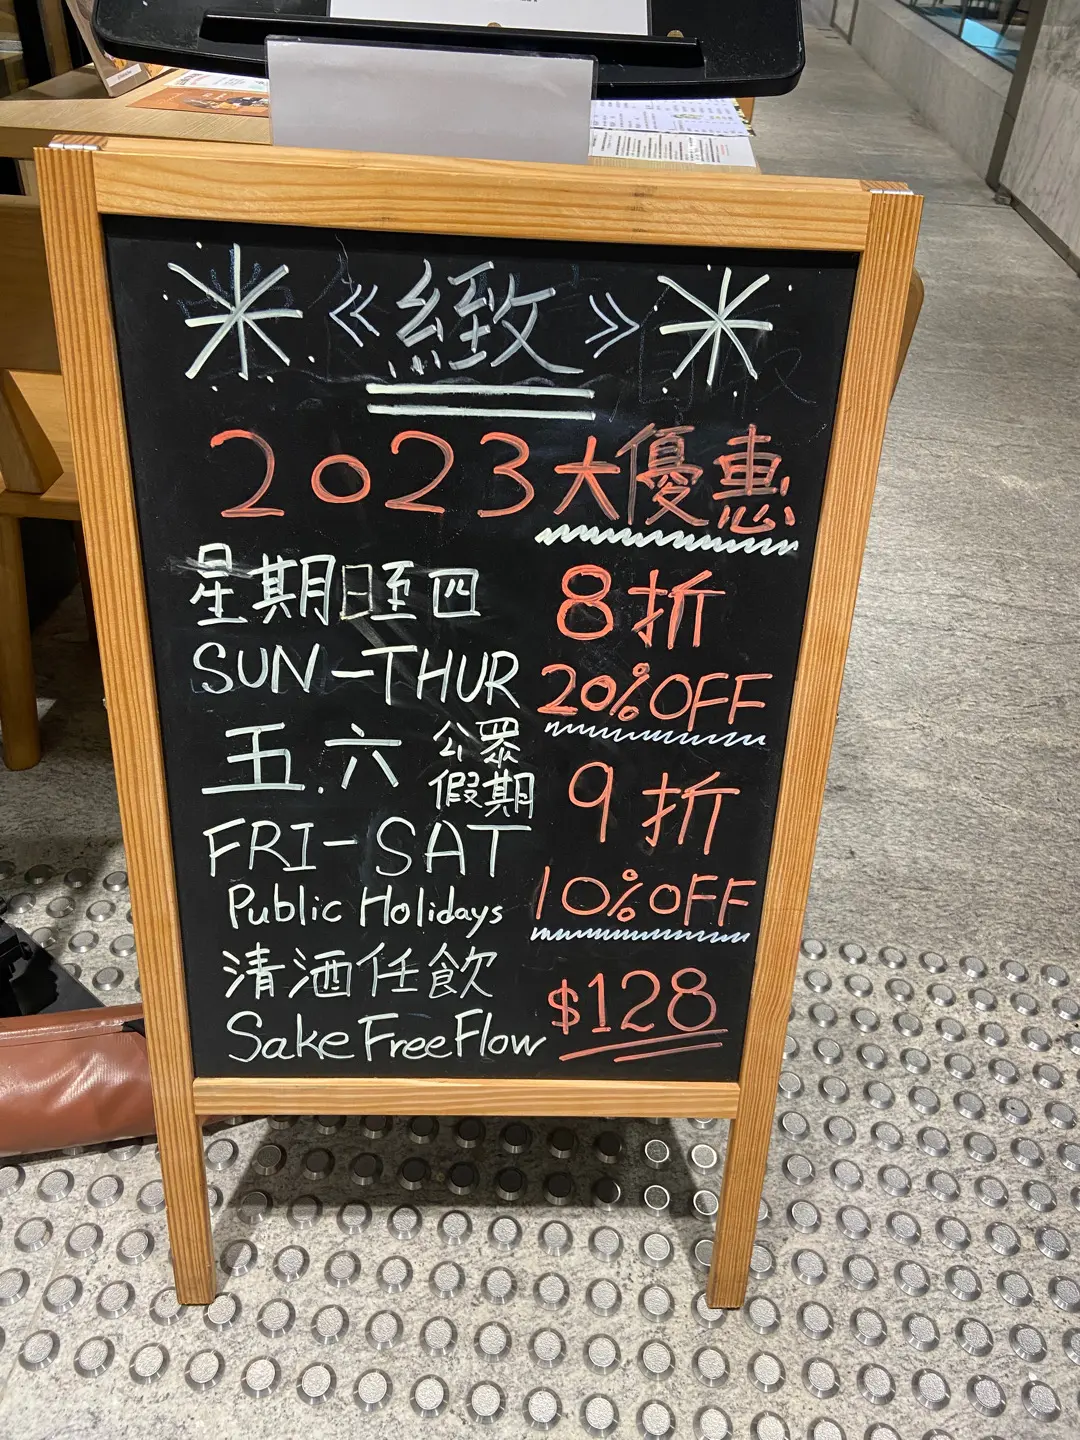 《緻》
2023大優惠
星期日至四 8折
SUN-THUR 20%OFF
五.六 公眾假期 9折
FRI-SAT 10%OFF
Public Holidays
清酒任飲 $128
Sake Free Flow